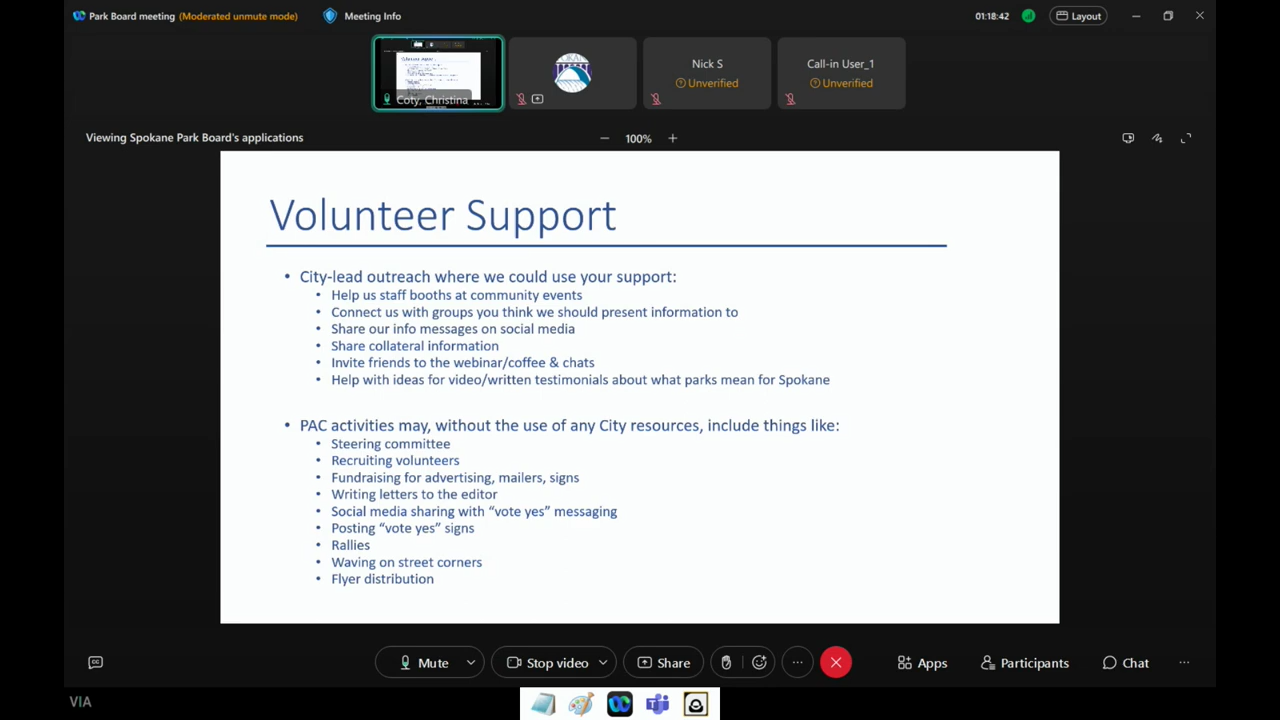 Park Board meeting (Moderated unmute mode)
Meeting Info
01:18:42
Layout
Coty, Christina
Nick S
Unverified
Call-in User_1
Unverified
Viewing Spokane Park Board's applications
100%
Volunteer Support
• City-lead outreach where we could use your support:
• Help us staff booths at community events
• Connect us with groups you think we should present information to
• Share our info messages on social media
• Share collateral information
• Invite friends to the webinar/coffee & chats
• Help with ideas for video/written testimonials about what parks mean for Spokane
• PAC activities may, without the use of any City resources, include things like:
• Steering committee
• Recruiting volunteers
• Fundraising for advertising, mailers, signs
• Writing letters to the editor
• Social media sharing with “vote yes” messaging
• Posting “vote yes” signs
• Rallies
• Waving on street corners
• Flyer distribution
Mute
Stop video
Share
Apps
Participants
Chat
VIA